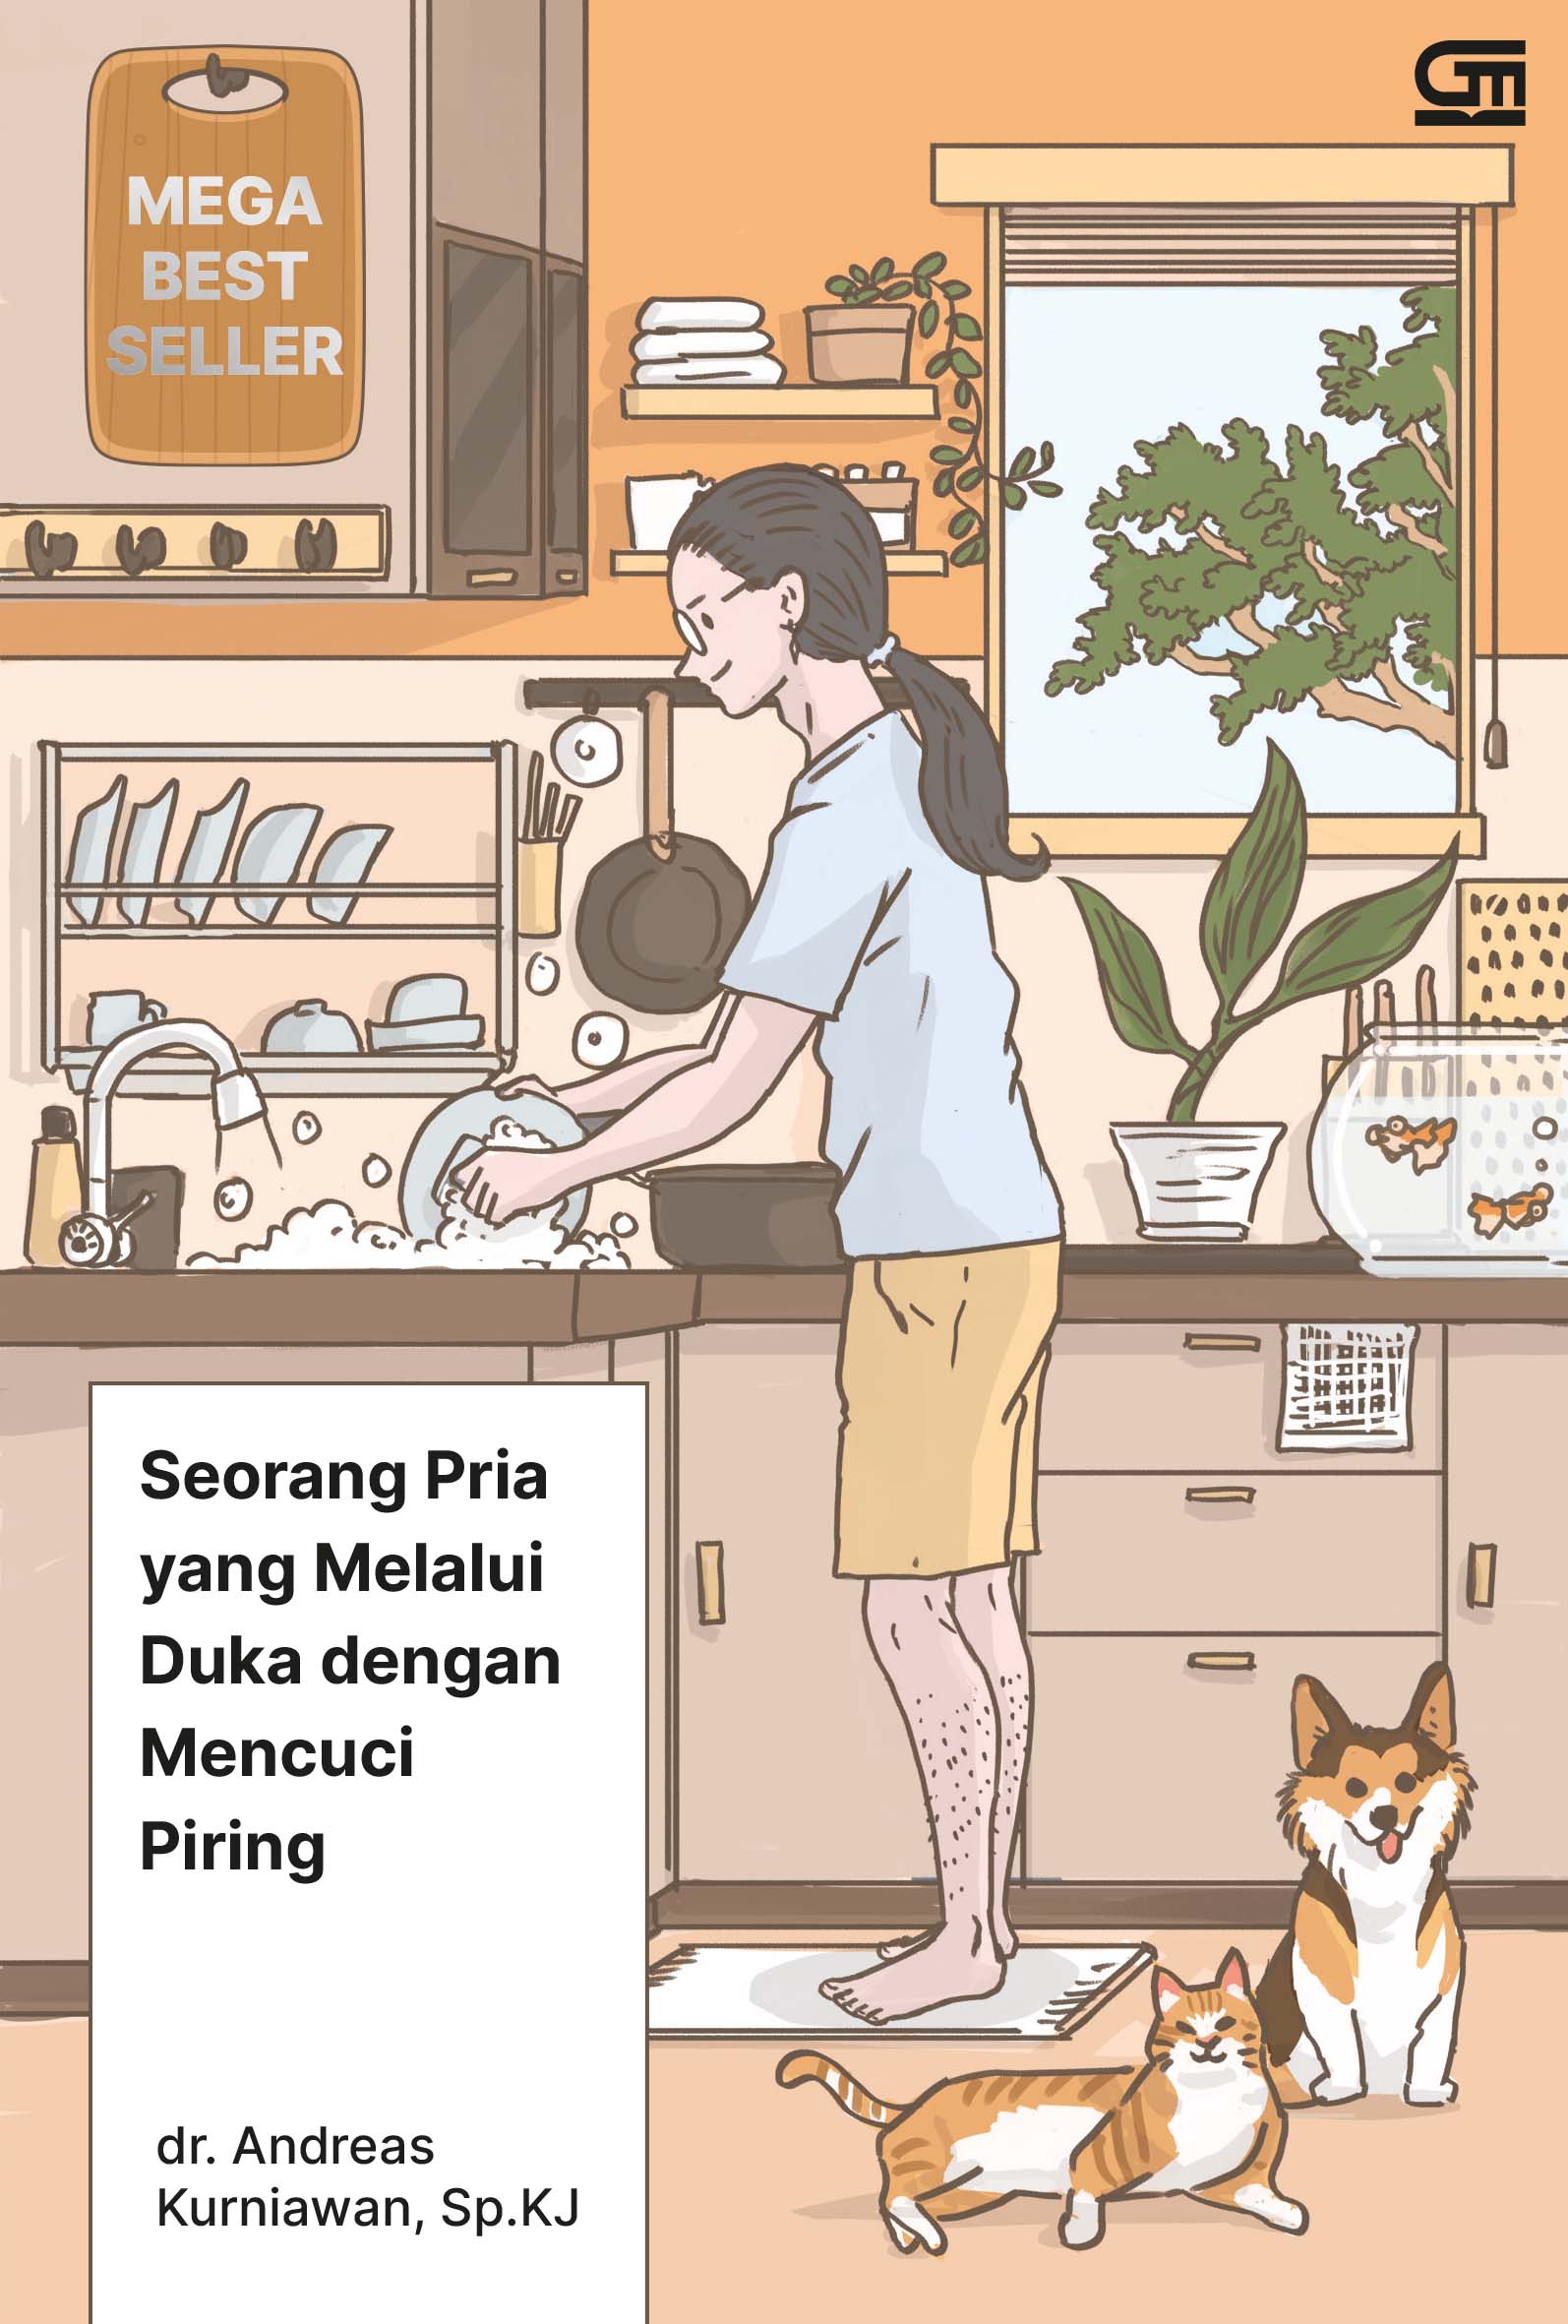 MEGA
BEST
SELLER
Seorang Pria
yang Melalui
Duka dengan
Mencuci
Piring
dr. Andreas
Kurniawan, Sp.KJ